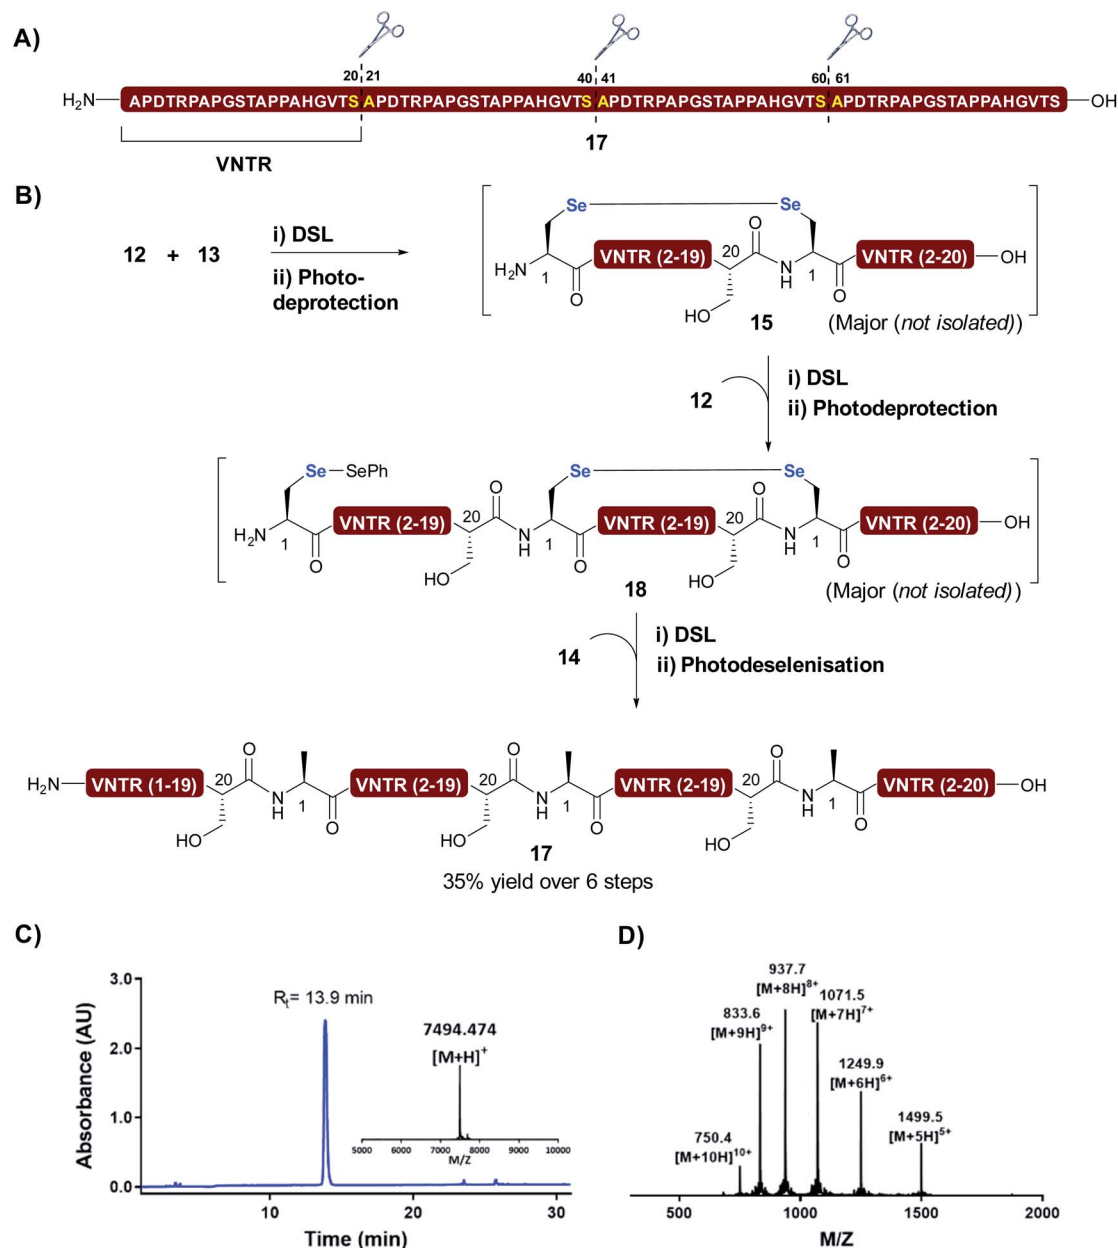 A)
20 21
40 41
60 61
H₂N APDTRPAPGSTAPPAHGVTSAPDTRPAPGSTAPPAHGVTSAPDTRPAPGSTAPPAHGVTSAPDTRPAPGSTAPPAHGVTS OH
VNTR
17
B)
12 + 13
i) DSL
ii) Photo-
deprotection
Se Se
H₂N 1 O VNTR (2-19) 20 O N H 1 O VNTR (2-20) OH
HO
15
(Major (not isolated))
12
i) DSL
ii) Photodeprotection
Se SePh Se Se
H₂N 1 O VNTR (2-19) 20 O N H 1 O VNTR (2-19) 20 O N H 1 O VNTR (2-20) OH
HO HO
18
(Major (not isolated))
14
i) DSL
ii) Photodeselenisation
H₂N VNTR (1-19) 20 O N H 1 O VNTR (2-19) 20 O N H 1 O VNTR (2-19) 20 O N H 1 O VNTR (2-20) OH
HO HO HO
17
35% yield over 6 steps
C)
Absorbance (AU)
3.0
2.0
1.0
0.0
Rₜ= 13.9 min
7494.474
[M+H]⁺
5000 6000 7000 8000 9000 10000
M/Z
10 20 30
Time (min)
D)
937.7
[M+8H]⁸⁺
1071.5
[M+7H]⁷⁺
833.6
[M+9H]⁹⁺
1249.9
[M+6H]⁶⁺
1499.5
[M+5H]⁵⁺
750.4
[M+10H]¹⁰⁺
500 1000 1500 2000
M/Z